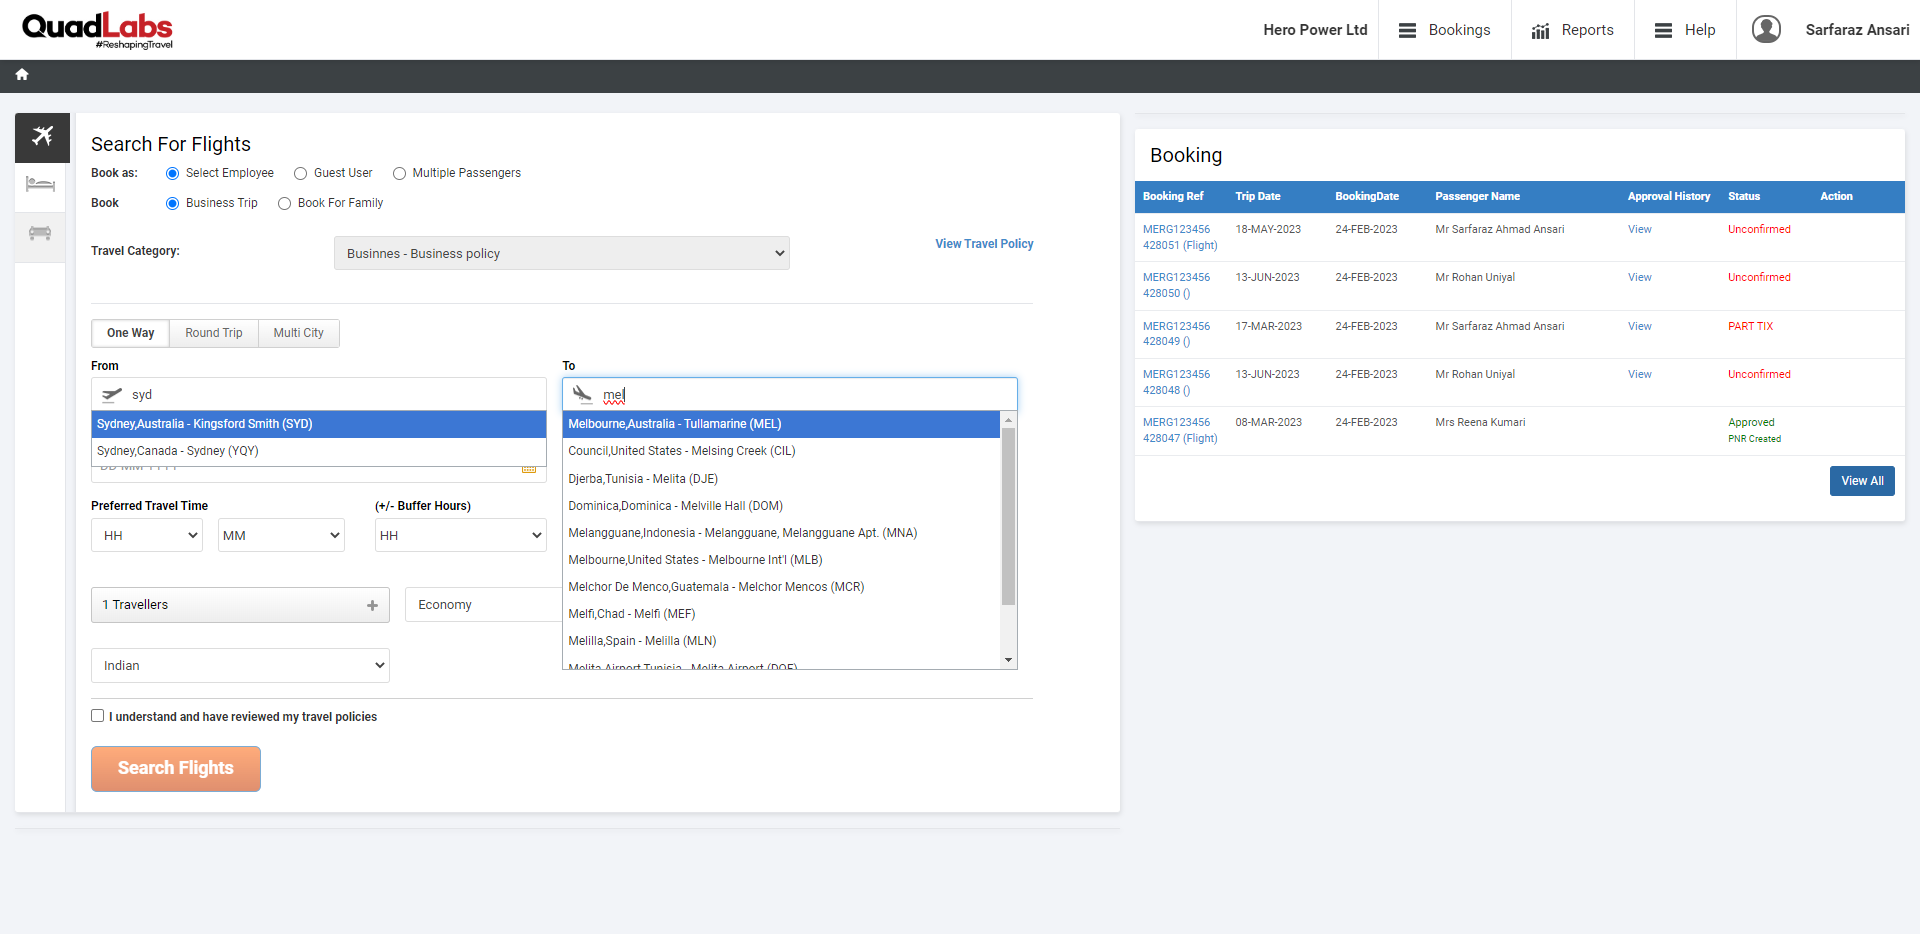 QuadLabs
#ReshapingTravel
Hero Power Ltd
Bookings
Reports
Help
Sarfaraz Ansari
Search For Flights
Book as: Select Employee Guest User Multiple Passengers
Book Business Trip Book For Family
Travel Category: Businnes - Business policy View Travel Policy
One Way Round Trip Multi City
From To
syd mel
Sydney,Australia - Kingsford Smith (SYD)
Sydney,Canada - Sydney (YQY)
Melbourne,Australia - Tullamarine (MEL)
Council,United States - Melsing Creek (CIL)
Djerba,Tunisia - Melita (DJE)
Dominica,Dominica - Melville Hall (DOM)
Melangguane,Indonesia - Melangguane, Melangguane Apt. (MNA)
Melbourne,United States - Melbourne Int'l (MLB)
Melchor De Menco,Guatemala - Melchor Mencos (MCR)
Melfi,Chad - Melfi (MEF)
Melilla,Spain - Melilla (MLN)
Melita Airport,Tunisia - Melita Airport
Preferred Travel Time (+/- Buffer Hours)
HH MM HH
1 Travellers + Economy
Indian
I understand and have reviewed my travel policies
Search Flights
Booking
Booking Ref Trip Date BookingDate Passenger Name Approval History Status Action
MERG123456 18-MAY-2023 24-FEB-2023 Mr Sarfaraz Ahmad Ansari View Unconfirmed
428051 (Flight)
MERG123456 13-JUN-2023 24-FEB-2023 Mr Rohan Uniyal View Unconfirmed
428050 ()
MERG123456 17-MAR-2023 24-FEB-2023 Mr Sarfaraz Ahmad Ansari View PART TIX
428049 ()
MERG123456 13-JUN-2023 24-FEB-2023 Mr Rohan Uniyal View Unconfirmed
428048 ()
MERG123456 08-MAR-2023 24-FEB-2023 Mrs Reena Kumari Approved
428047 (Flight) PNR Created
View All